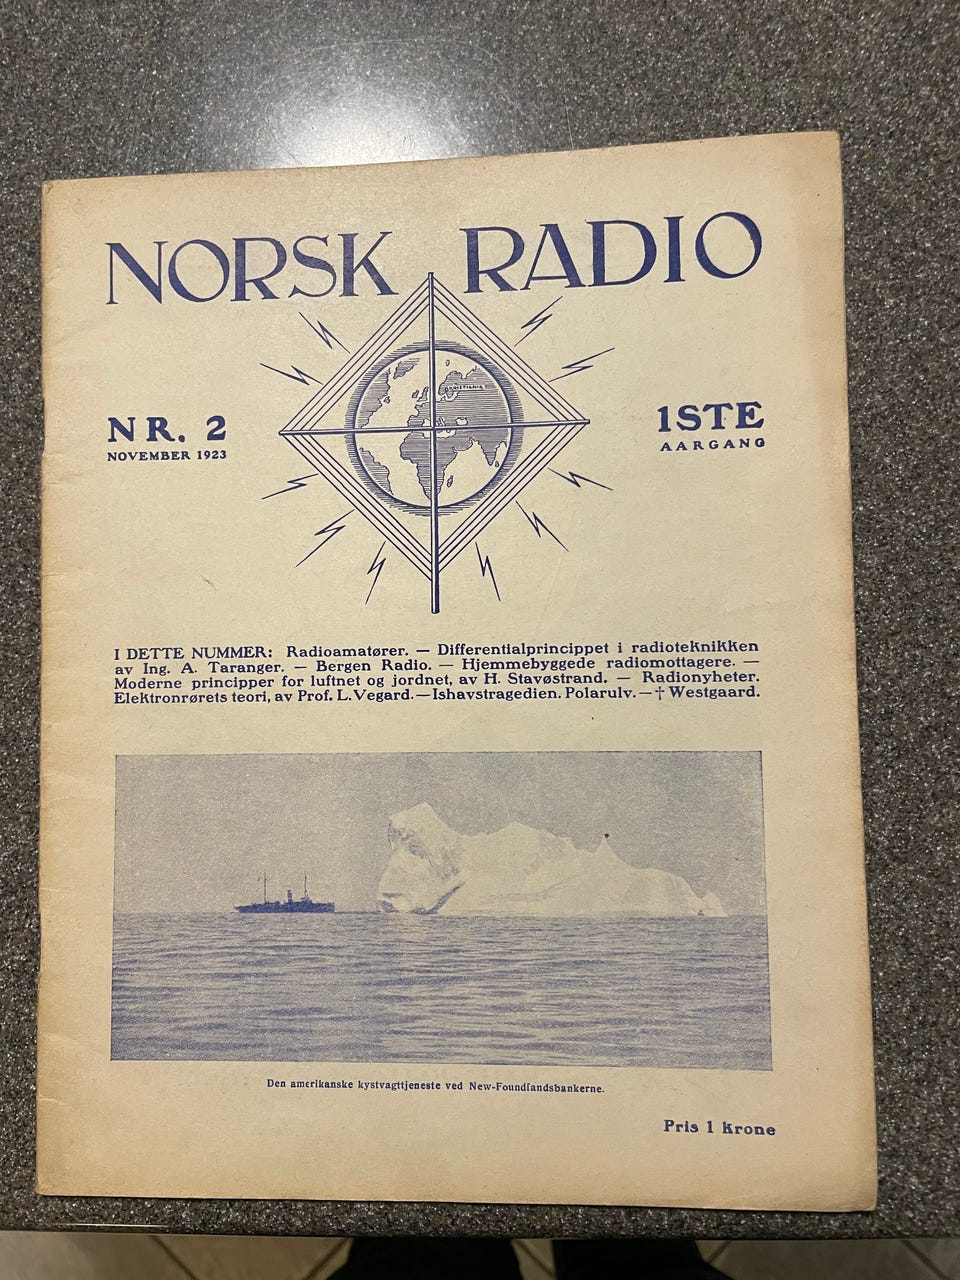 NORSK RADIO
CHRISTIANIA
NR. 2
NOVEMBER 1923
1STE
AARGANG
I DETTE NUMMER: Radioamatører. — Differentialprincippet i radioteknikken
av Ing. A. Taranger. — Bergen Radio. — Hjemmebyggede radiomottagere. —
Moderne principper for luftnet og jordnet, av H. Stavøstrand. — Radionyheter.
Elektronrørets teori, av Prof. L. Vegard. — Ishavstragedien. Polarulv. — † Westgaard.
Den amerikanske kystvagttjeneste ved New-Foundlandsbankerne.
Pris 1 krone